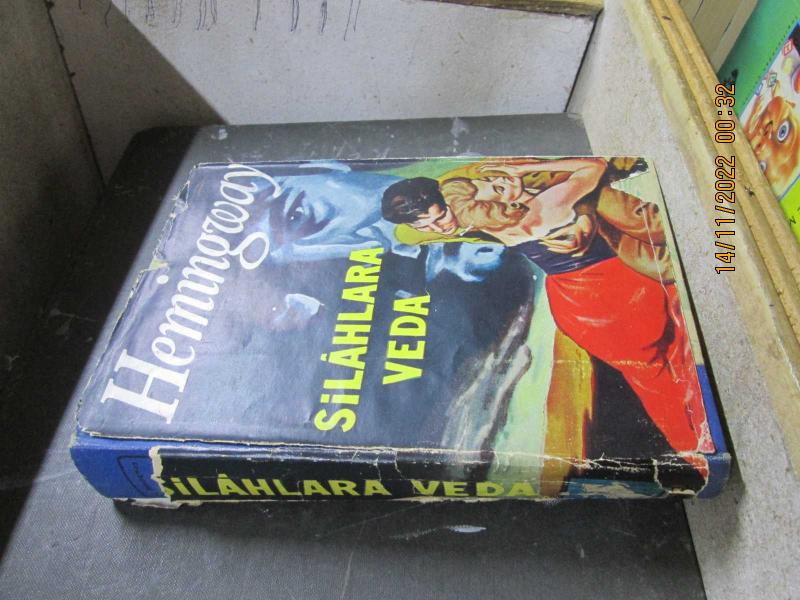 Hemingway
SiLÂHLARA
VEDA
SiLÂHLARA VEDA
14/11/2022 00:32